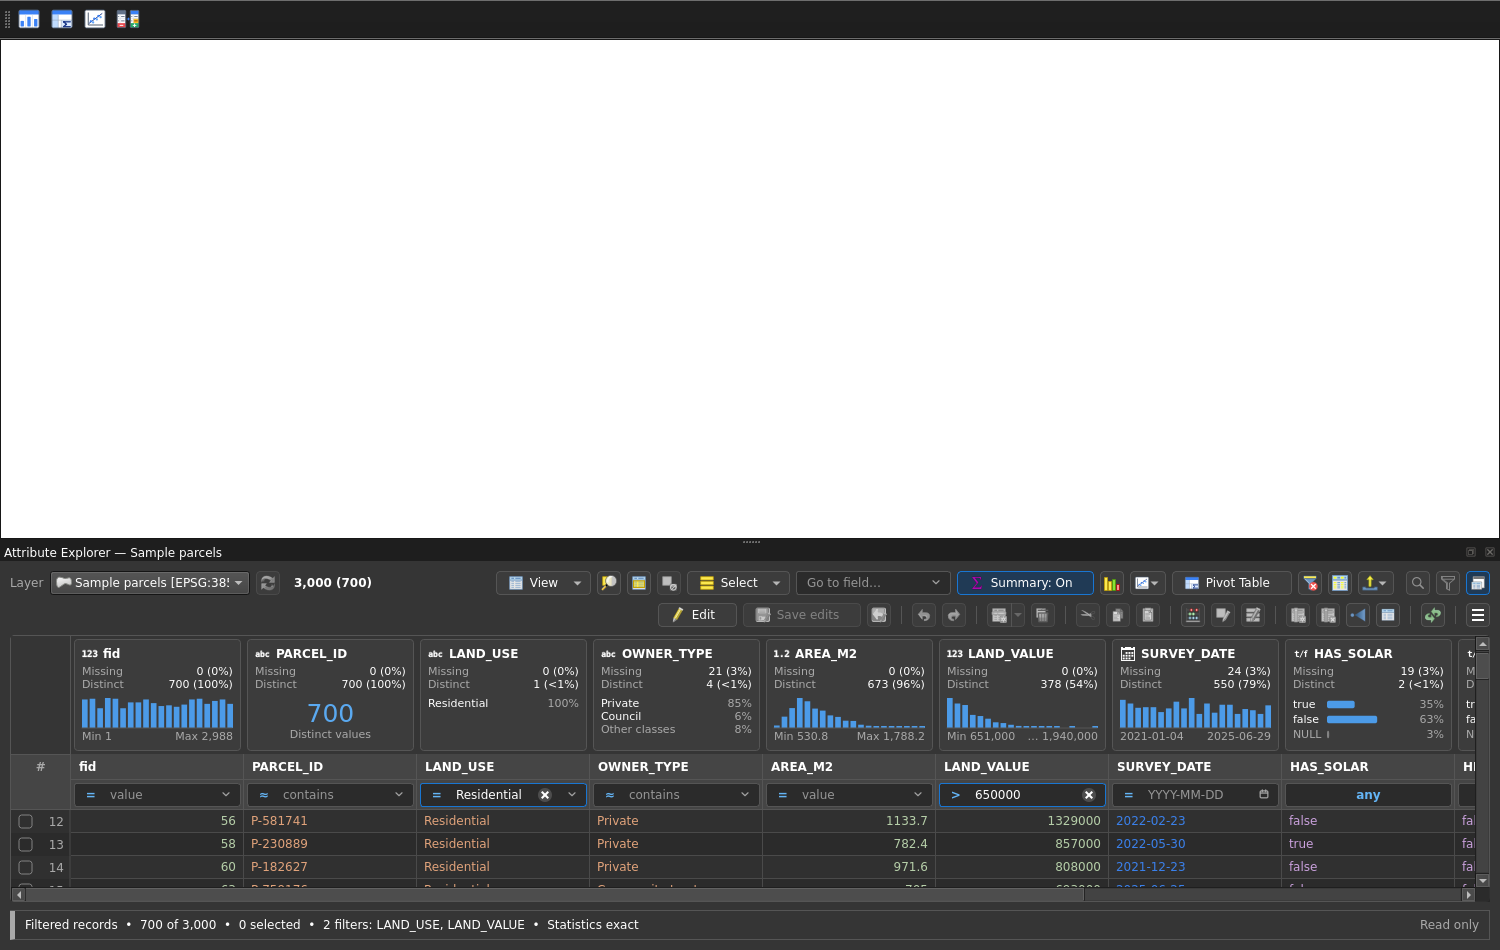 Attribute Explorer — Sample parcels
Layer Sample parcels [EPSG:385 3,000 (700) View Select Go to field... Summary: On Pivot Table
Edit Save edits
123 fid abc PARCEL_ID abc LAND_USE abc OWNER_TYPE 1.2 AREA_M2 123 LAND_VALUE SURVEY_DATE t/f HAS_SOLAR
Missing 0 (0%) Missing 0 (0%) Missing 0 (0%) Missing 21 (3%) Missing 0 (0%) Missing 0 (0%) Missing 24 (3%) Missing 19 (3%)
Distinct 700 (100%) Distinct 700 (100%) Distinct 1 (<1%) Distinct 4 (<1%) Distinct 673 (96%) Distinct 378 (54%) Distinct 550 (79%) Distinct 2 (<1%)
700 Residential 100% Private 85% true 35%
Council 6% false 63%
Distinct values Other classes 8% NULL 3%
Min 1 Max 2,988 Min 530.8 Max 1,788.2 Min 651,000 ... 1,940,000 2021-01-04 2025-06-29
# fid PARCEL_ID LAND_USE OWNER_TYPE AREA_M2 LAND_VALUE SURVEY_DATE HAS_SOLAR
= value ≈ contains = Residential ≈ contains = value > 650000 = YYYY-MM-DD any
12 56 P-581741 Residential Private 1133.7 1329000 2022-02-23 false
13 58 P-230889 Residential Private 782.4 857000 2022-05-30 true
14 60 P-182627 Residential Private 971.6 808000 2021-12-23 false
Filtered records • 700 of 3,000 • 0 selected • 2 filters: LAND_USE, LAND_VALUE • Statistics exact Read only